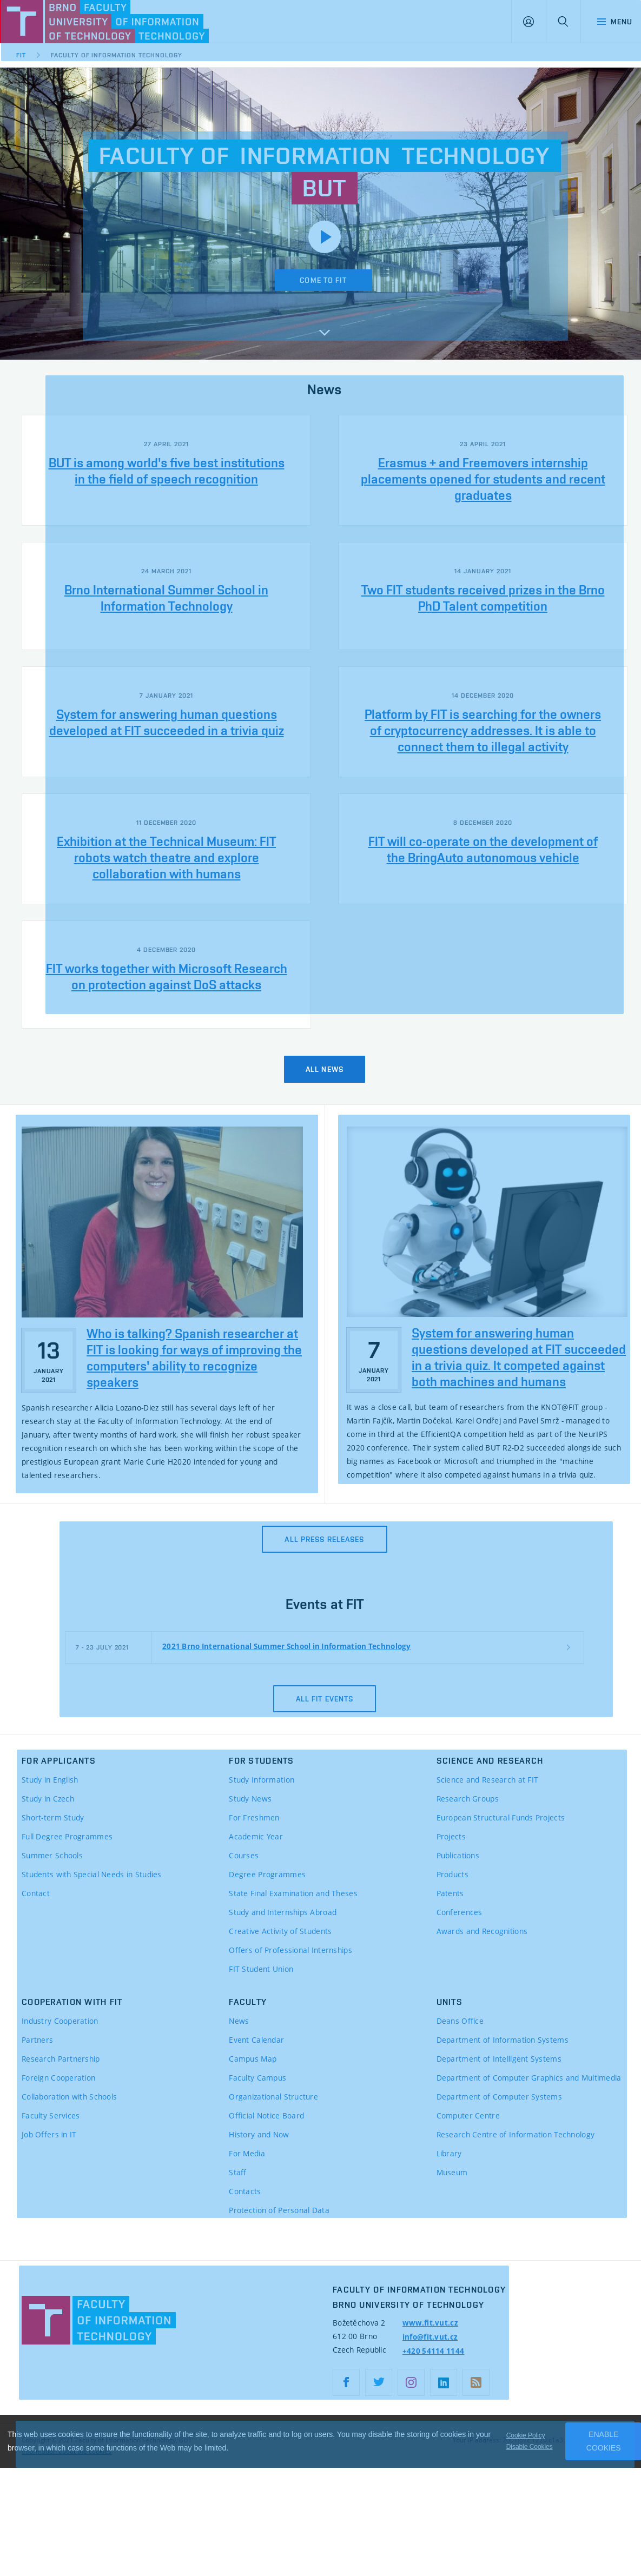 BRNO FACULTY
UNIVERSITY OF INFORMATION
OF TECHNOLOGY TECHNOLOGY
MENU
FIT FACULTY OF INFORMATION TECHNOLOGY
FACULTY OF INFORMATION TECHNOLOGY
BUT
COME TO FIT
News
27 APRIL 2021
BUT is among world's five best institutions
in the field of speech recognition
23 APRIL 2021
Erasmus + and Freemovers internship
placements opened for students and recent
graduates
24 MARCH 2021
Brno International Summer School in
Information Technology
14 JANUARY 2021
Two FIT students received prizes in the Brno
PhD Talent competition
7 JANUARY 2021
System for answering human questions
developed at FIT succeeded in a trivia quiz
14 DECEMBER 2020
Platform by FIT is searching for the owners
of cryptocurrency addresses. It is able to
connect them to illegal activity
11 DECEMBER 2020
Exhibition at the Technical Museum: FIT
robots watch theatre and explore
collaboration with humans
8 DECEMBER 2020
FIT will co-operate on the development of
the BringAuto autonomous vehicle
4 DECEMBER 2020
FIT works together with Microsoft Research
on protection against DoS attacks
ALL NEWS
13
JANUARY
2021
Who is talking? Spanish researcher at
FIT is looking for ways of improving the
computers' ability to recognize
speakers
Spanish researcher Alicia Lozano-Diez still has several days left of her
research stay at the Faculty of Information Technology. At the end of
January, after twenty months of hard work, she will finish her robust speaker
recognition research on which she has been working within the scope of the
prestigious European grant Marie Curie H2020 intended for young and
talented researchers.
7
JANUARY
2021
System for answering human
questions developed at FIT succeeded
in a trivia quiz. It competed against
both machines and humans
It was a close call, but team of researchers from the KNOT@FIT group -
Martin Fajčík, Martin Dočekal, Karel Ondřej and Pavel Smrž - managed to
come in third at the EfficientQA competition held as part of the NeurIPS
2020 conference. Their system called BUT R2-D2 succeeded alongside such
big names as Facebook or Microsoft and triumphed in the "machine
competition" where it also competed against humans in a trivia quiz.
ALL PRESS RELEASES
Events at FIT
7 - 23 JULY 2021
2021 Brno International Summer School in Information Technology
ALL FIT EVENTS
FOR APPLICANTS
Study in English
Study in Czech
Short-term Study
Full Degree Programmes
Summer Schools
Students with Special Needs in Studies
Contact
FOR STUDENTS
Study Information
Study News
For Freshmen
Academic Year
Courses
Degree Programmes
State Final Examination and Theses
Study and Internships Abroad
Creative Activity of Students
Offers of Professional Internships
FIT Student Union
SCIENCE AND RESEARCH
Science and Research at FIT
Research Groups
European Structural Funds Projects
Projects
Publications
Products
Patents
Conferences
Awards and Recognitions
COOPERATION WITH FIT
Industry Cooperation
Partners
Research Partnership
Foreign Cooperation
Collaboration with Schools
Faculty Services
Job Offers in IT
FACULTY
News
Event Calendar
Campus Map
Faculty Campus
Organizational Structure
Official Notice Board
History and Now
For Media
Staff
Contacts
Protection of Personal Data
UNITS
Deans Office
Department of Information Systems
Department of Intelligent Systems
Department of Computer Graphics and Multimedia
Department of Computer Systems
Computer Centre
Research Centre of Information Technology
Library
Museum
FACULTY
OF INFORMATION
TECHNOLOGY
FACULTY OF INFORMATION TECHNOLOGY
BRNO UNIVERSITY OF TECHNOLOGY
Božetěchova 2
612 00 Brno
Czech Republic
www.fit.vut.cz
info@fit.vut.cz
+420 54114 1144
This web uses cookies to ensure the functionality of the site, to analyze traffic and to log on users. You may disable the storing of cookies in your
browser, in which case some functions of the Web may be limited.
Cookie Policy
Disable Cookies
ENABLE
COOKIES